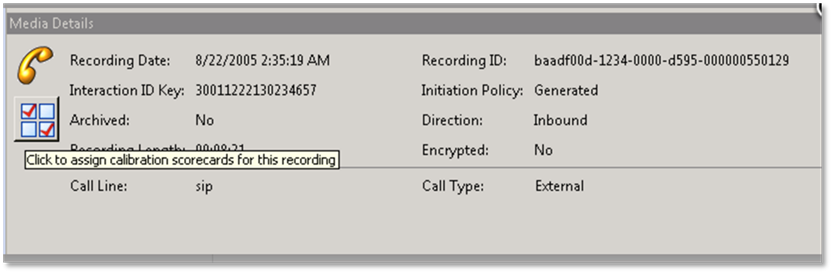 Media Details
Recording Date: 8/22/2005 2:35:19 AM Recording ID: baadf00d-1234-0000-d595-000000550129
Interaction ID Key: 30011222130234657 Initiation Policy: Generated
Archived: No Direction: Inbound
Recording Length: 00:08:21 Encrypted: No
Click to assign calibration scorecards for this recording
Call Line: sip Call Type: External